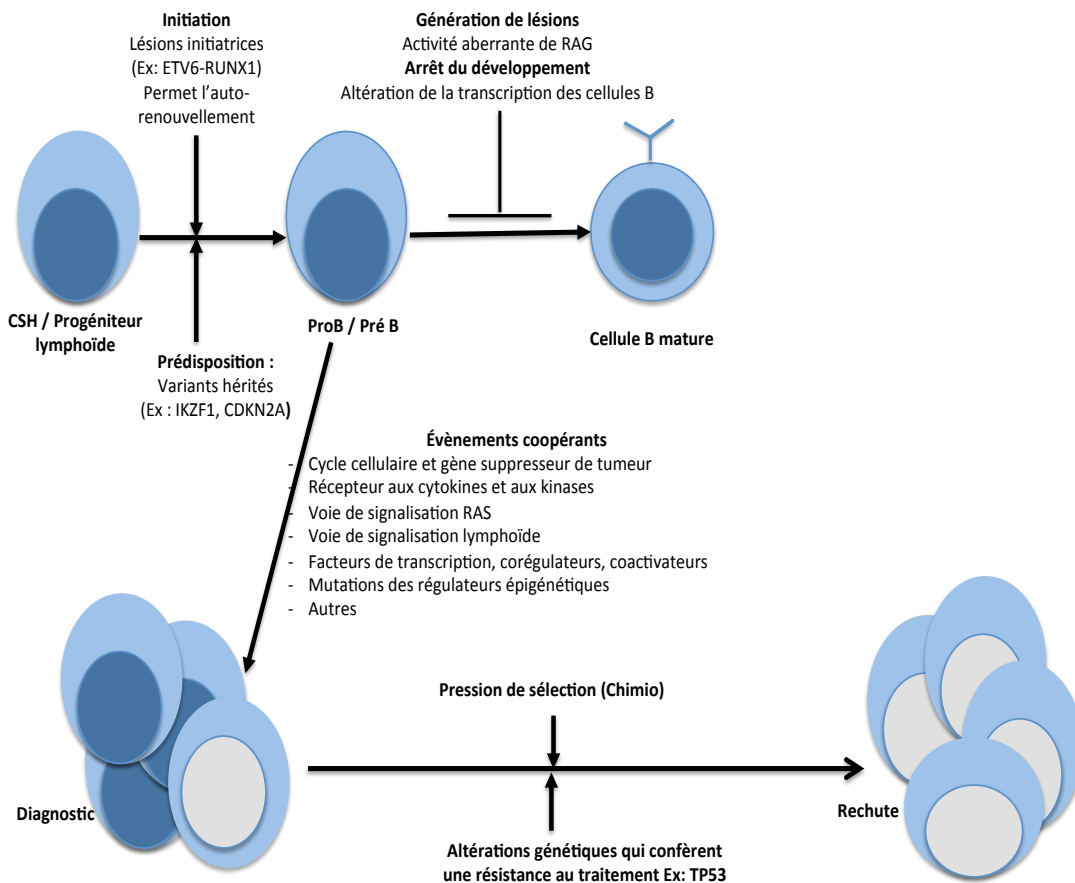 Initiation
Lésions initiatrices
(Ex: ETV6-RUNX1)
Permet l’auto-
renouvellement
Génération de lésions
Activité aberrante de RAG
Arrêt du développement
Altération de la transcription des cellules B
CSH / Progéniteur
lymphoïde
ProB / Pré B
Cellule B mature
Prédisposition :
Variants hérités
(Ex : IKZF1, CDKN2A)
Évènements coopérants
- Cycle cellulaire et gène suppresseur de tumeur
- Récepteur aux cytokines et aux kinases
- Voie de signalisation RAS
- Voie de signalisation lymphoïde
- Facteurs de transcription, corégulateurs, coactivateurs
- Mutations des régulateurs épigénétiques
- Autres
Pression de sélection (Chimio)
Diagnostic
Rechute
Altérations génétiques qui confèrent
une résistance au traitement Ex: TP53